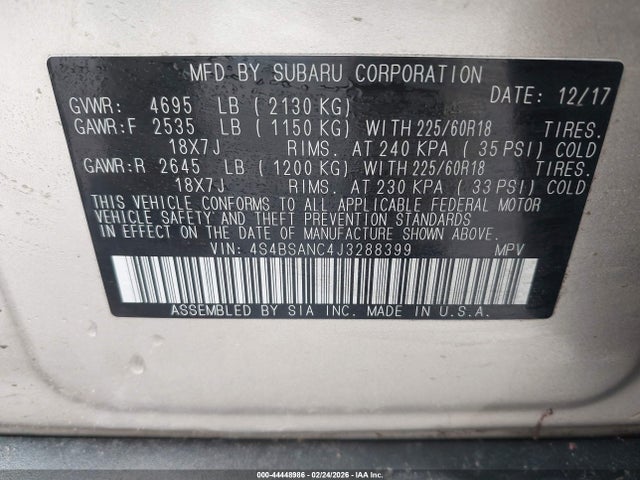 MFD BY SUBARU CORPORATION
DATE: 12/17
GVWR: 4695 LB ( 2130 KG)
GAWR:F 2535 LB ( 1150 KG) WITH 225/60R18 TIRES.
18X7J RIMS. AT 240 KPA ( 35 PSI) COLD
GAWR:R 2645 LB ( 1200 KG) WITH 225/60R18 TIRES.
18X7J RIMS. AT 230 KPA ( 33 PSI) COLD
THIS VEHICLE CONFORMS TO ALL APPLICABLE FEDERAL MOTOR
VEHICLE SAFETY AND THEFT PREVENTION STANDARDS
IN EFFECT ON THE DATE OF MANUFACTURE SHOWN ABOVE.
VIN: 4S4BSANC4J3288399 MPV
ASSEMBLED BY SIA INC. MADE IN U.S.A.
000-44448986 - 02/24/2026 - IAA Inc.